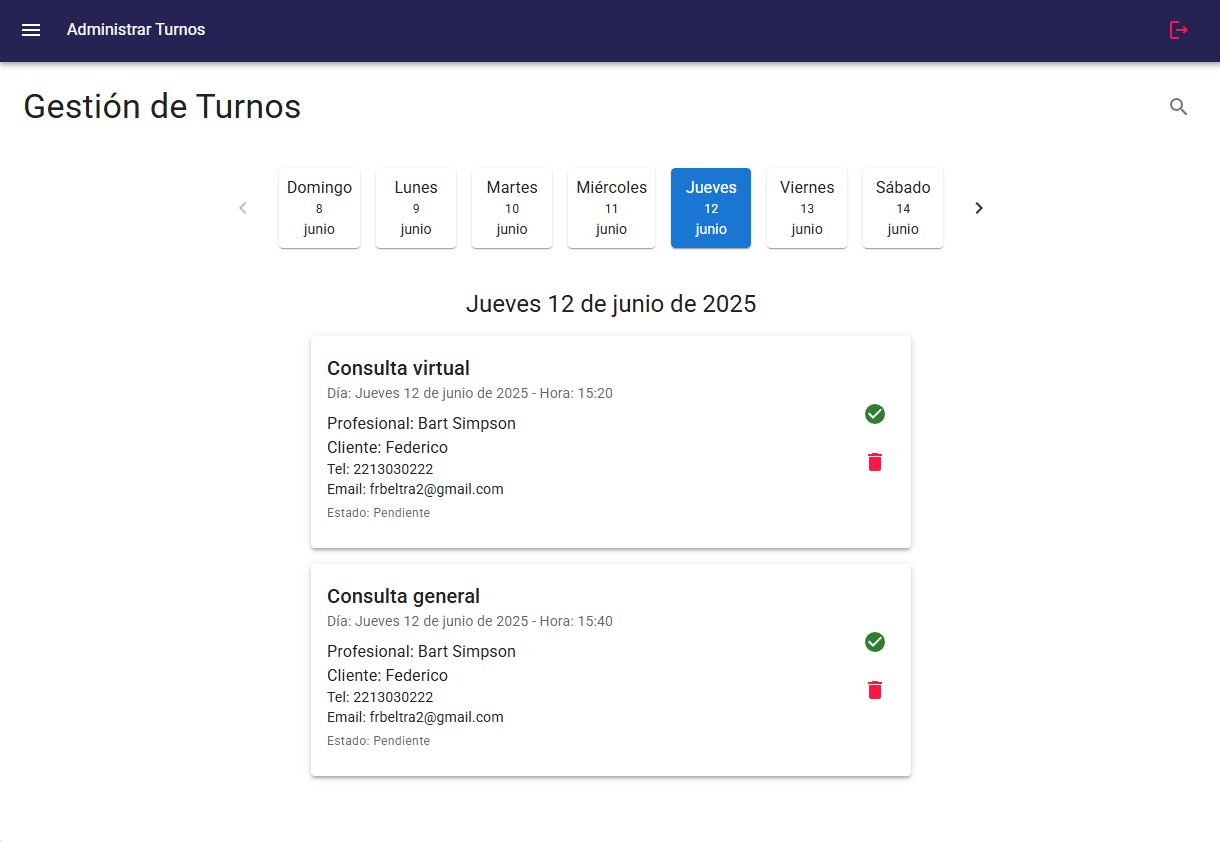 Administrar Turnos
Gestión de Turnos
Domingo
8
junio
Lunes
9
junio
Martes
10
junio
Miércoles
11
junio
Jueves
12
junio
Viernes
13
junio
Sábado
14
junio
Jueves 12 de junio de 2025
Consulta virtual
Día: Jueves 12 de junio de 2025 - Hora: 15:20
Profesional: Bart Simpson
Cliente: Federico
Tel: 2213030222
Email: frbeltra2@gmail.com
Estado: Pendiente
Consulta general
Día: Jueves 12 de junio de 2025 - Hora: 15:40
Profesional: Bart Simpson
Cliente: Federico
Tel: 2213030222
Email: frbeltra2@gmail.com
Estado: Pendiente